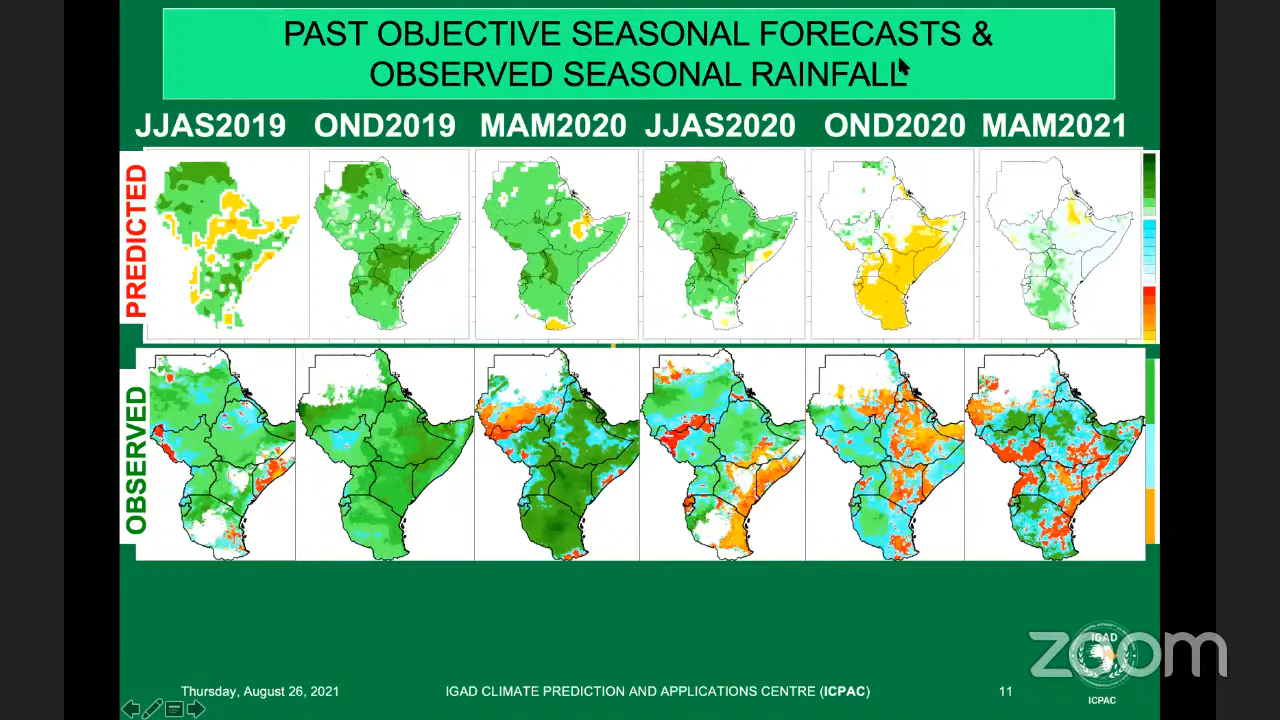 PAST OBJECTIVE SEASONAL FORECASTS &
OBSERVED SEASONAL RAINFALL
JJAS2019 OND2019 MAM2020 JJAS2020 OND2020 MAM2021
PREDICTED
OBSERVED
Thursday, August 26, 2021
IGAD CLIMATE PREDICTION AND APPLICATIONS CENTRE (ICPAC)
11
IGAD
ICPAC
zoom